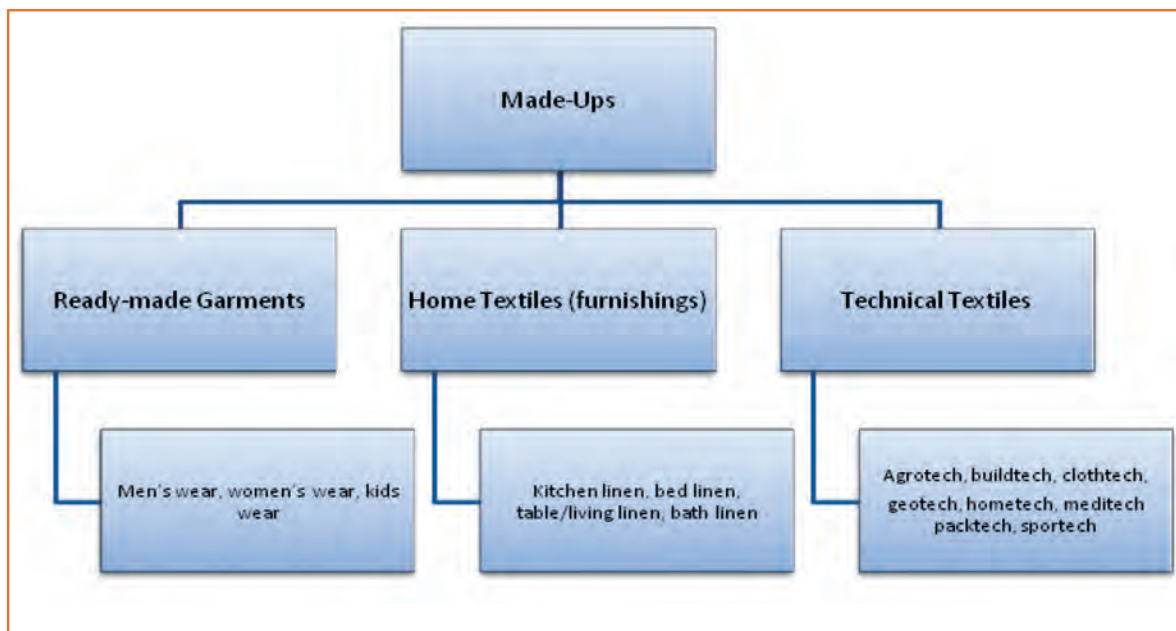 Made-Ups
Ready-made Garments
Home Textiles (furnishings)
Technical Textiles
Men's wear, women's wear, kids
wear
Kitchen linen, bed linen,
table/living linen, bath linen
Agrotech, buildtech, clothtech,
geotech, hometech, meditech
packtech, sportech